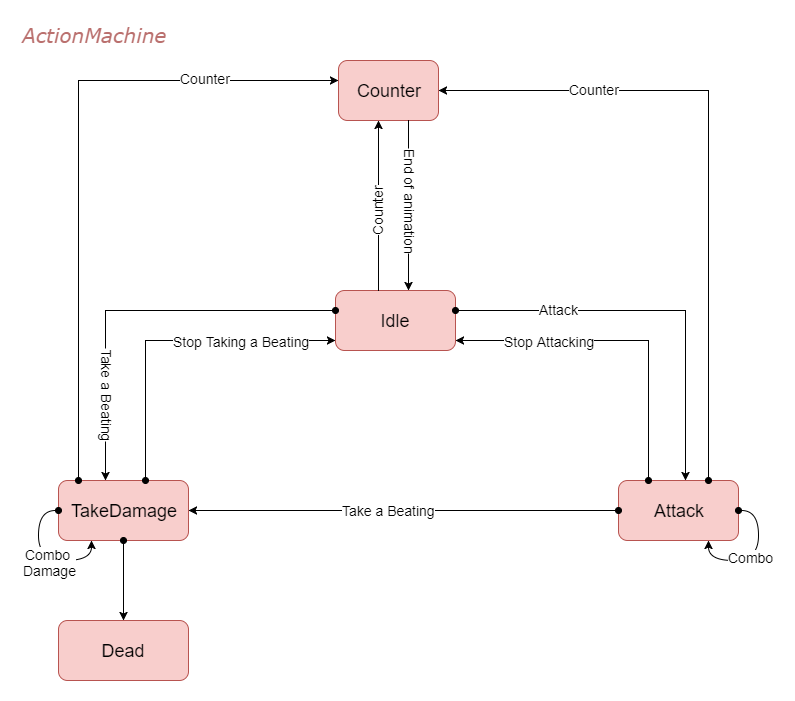 ActionMachine
Counter
Counter
Counter
Counter
End of animation
Idle
Attack
Stop Taking a Beating
Stop Attacking
Take a Beating
TakeDamage
Take a Beating
Attack
Combo
Damage
Combo
Dead